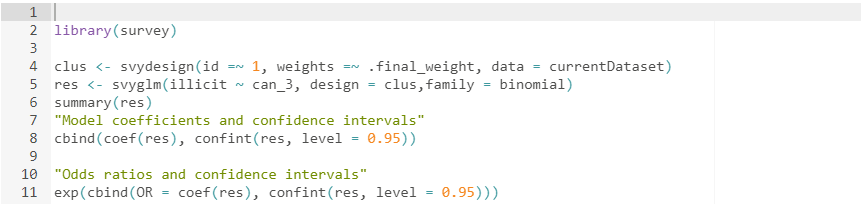 1
2 library(survey)
3
4 clus <- svydesign(id =~ 1, weights =~ .final_weight, data = currentDataset)
5 res <- svyglm(illicit ~ can_3, design = clus,family = binomial)
6 summary(res)
7 "Model coefficients and confidence intervals"
8 cbind(coef(res), confint(res, level = 0.95))
9
10 "Odds ratios and confidence intervals"
11 exp(cbind(OR = coef(res), confint(res, level = 0.95)))